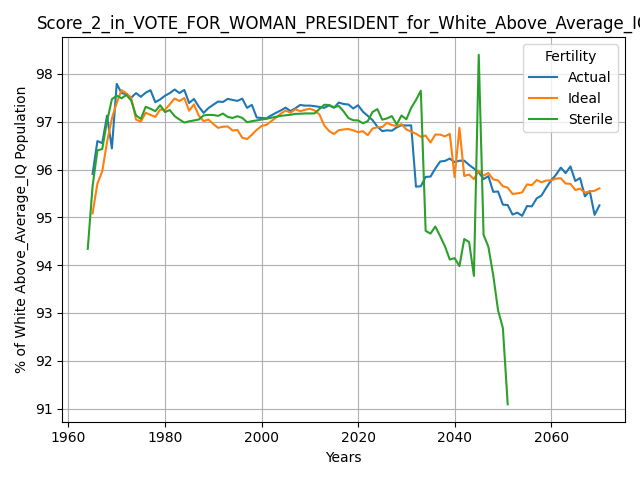 Score_2_in_VOTE_FOR_WOMAN_PRESIDENT_for_White_Above_Average_IQ
Fertility
Actual
Ideal
Sterile
% of White Above_Average_IQ Population
98
97
96
95
94
93
92
91
1960 1980 2000 2020 2040 2060
Years